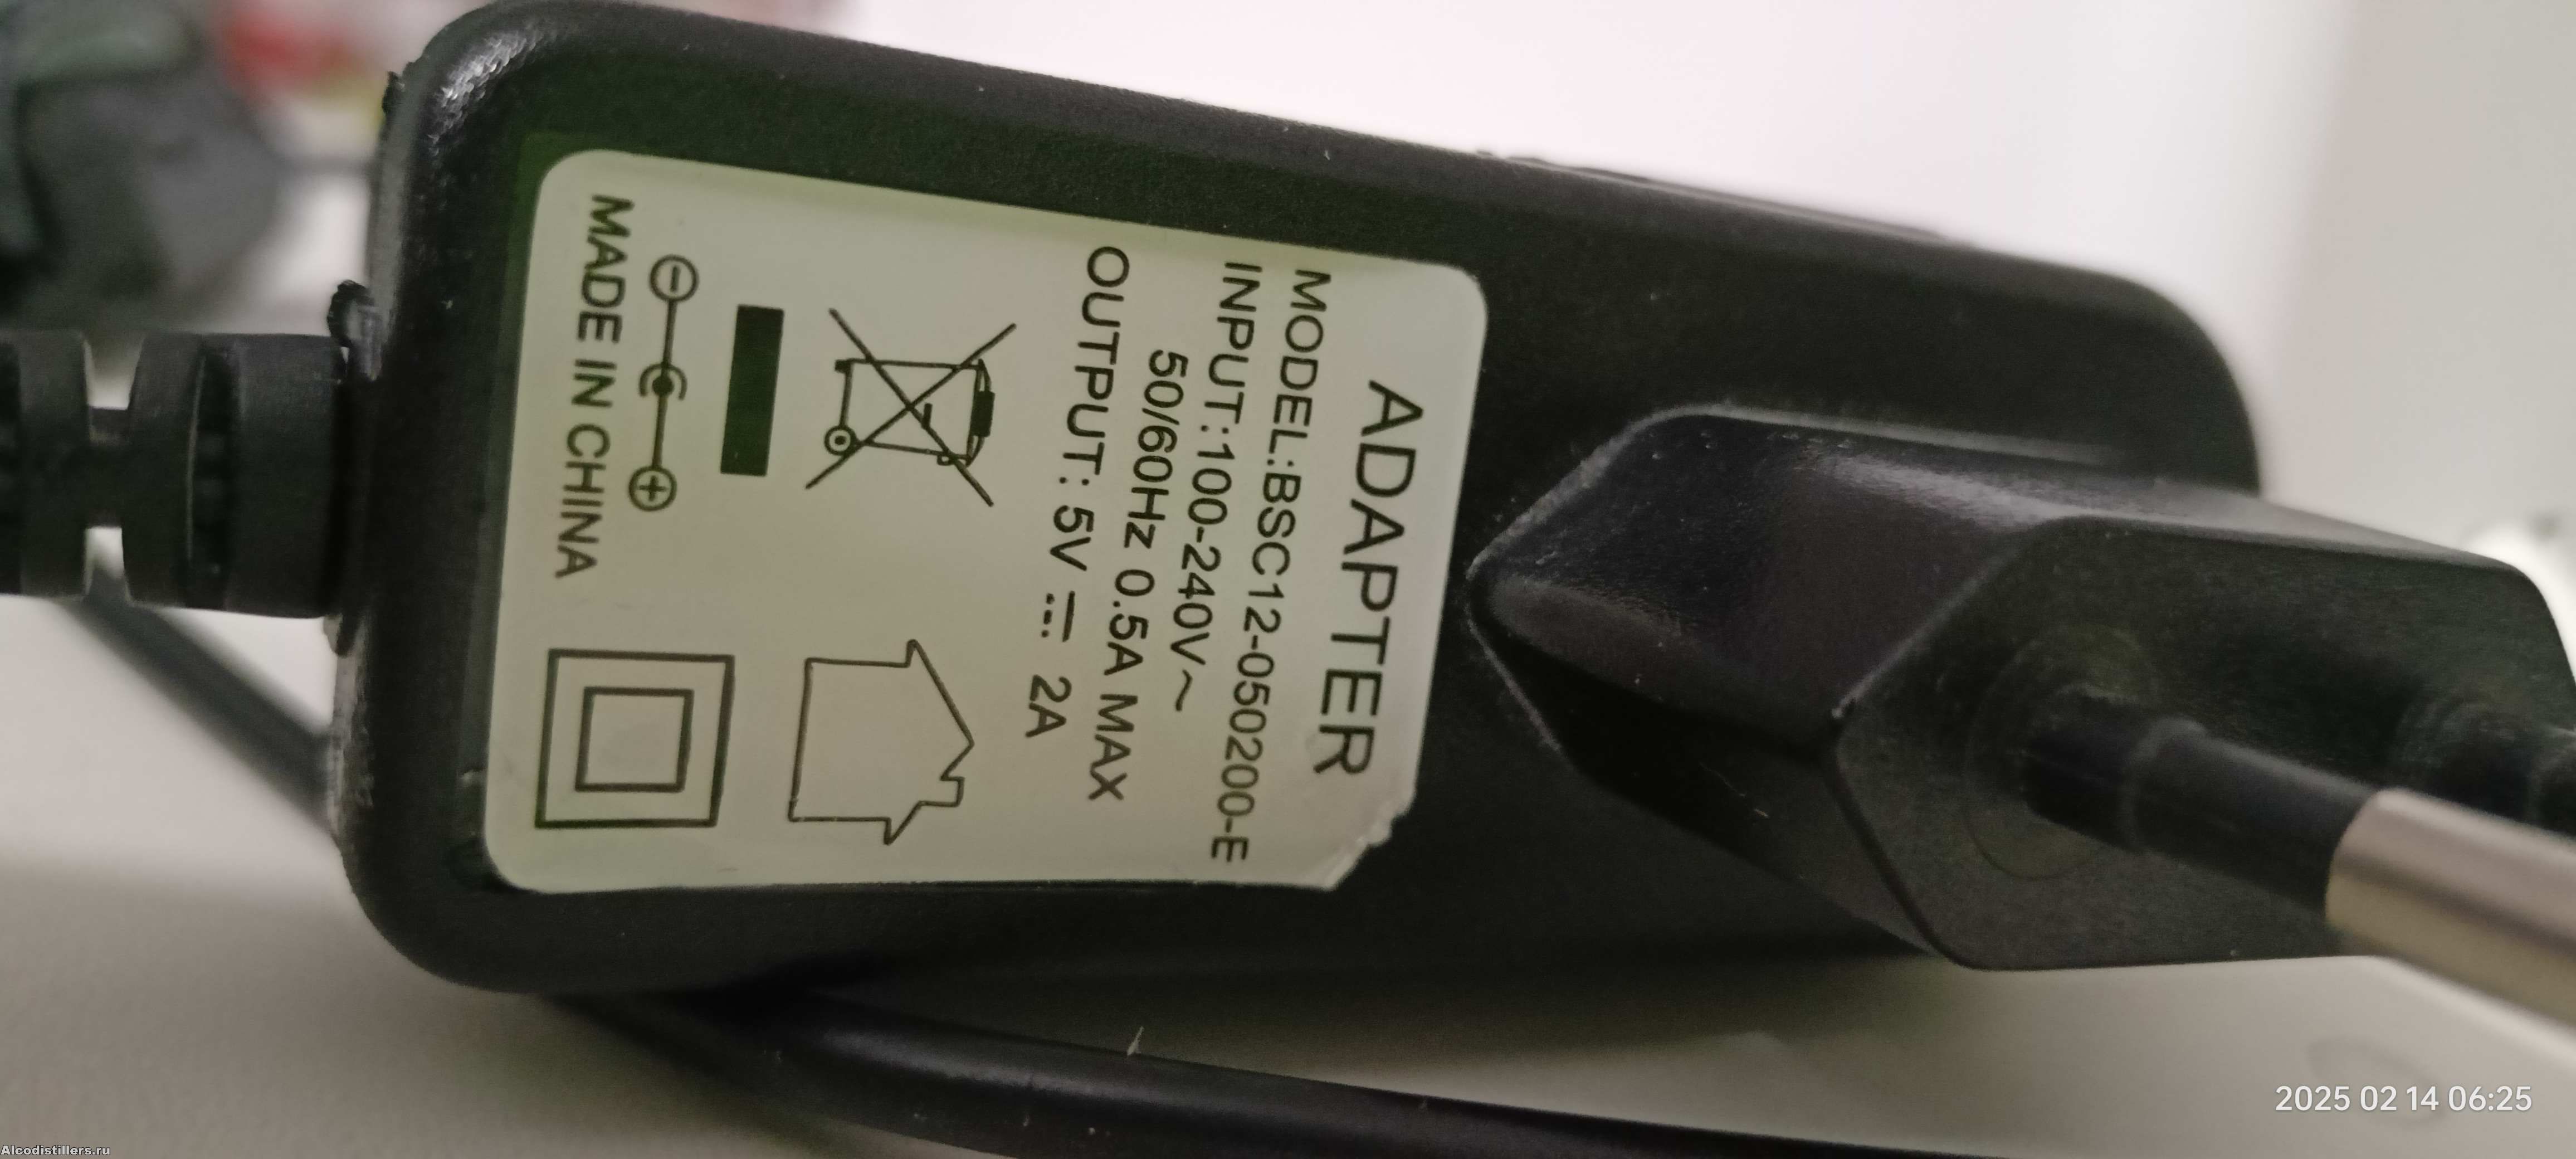 ADAPTER
MODEL:BSC12-050200-E
INPUT:100-240V~
50/60Hz 0.5A MAX
OUTPUT: 5V ⎓ 2A
MADE IN CHINA
2025 02 14 06:25
Alcodistillers.ru